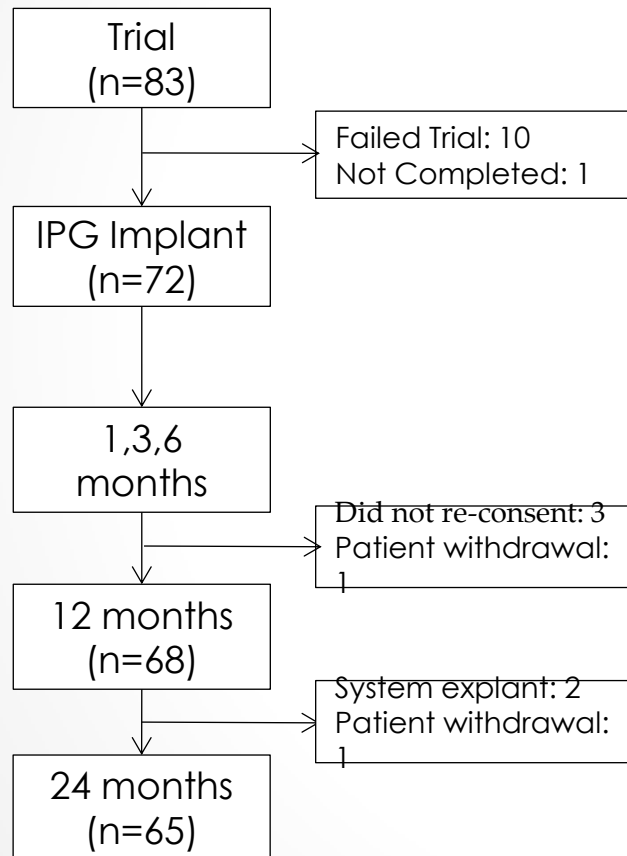 Trial
(n=83)
Failed Trial: 10
Not Completed: 1
IPG Implant
(n=72)
1,3,6
months
Did not re-consent: 3
Patient withdrawal:
1
12 months
(n=68)
System explant: 2
Patient withdrawal:
1
24 months
(n=65)